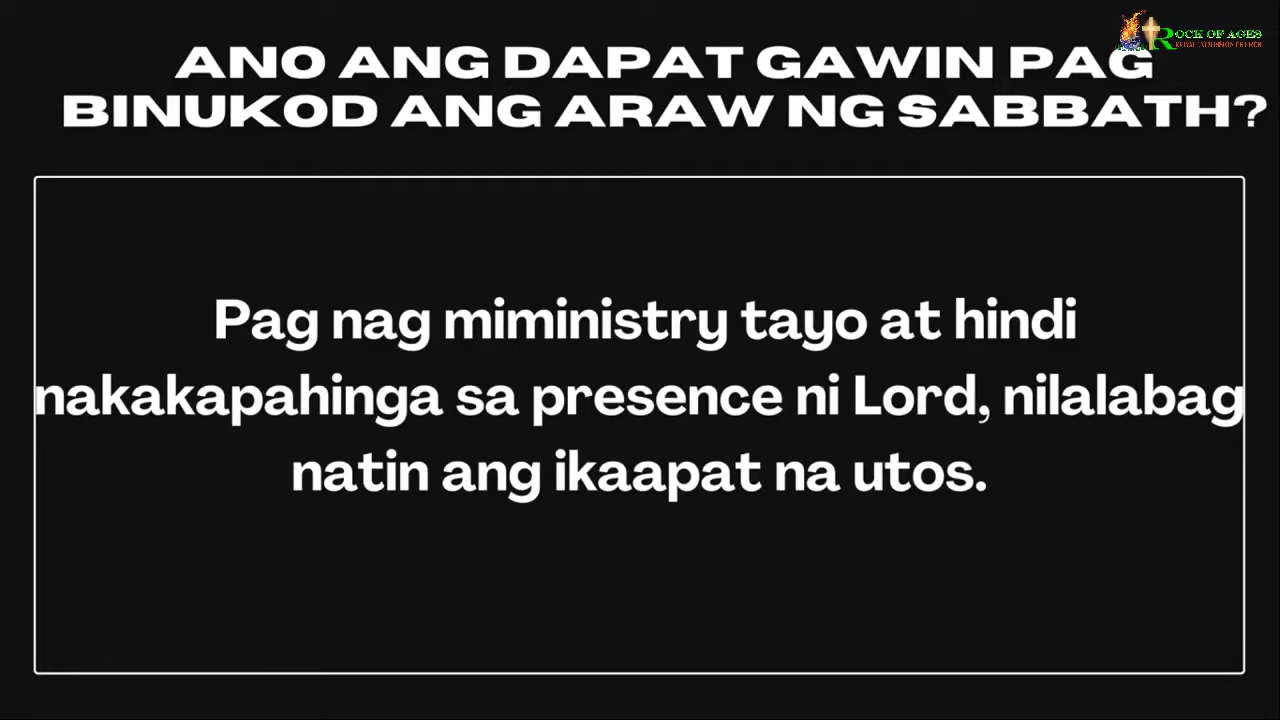 ROCK OF AGES
ANO ANG DAPAT GAWIN PAG
BINUKOD ANG ARAW NG SABBATH?
Pag nag miministry tayo at hindi
nakakapahinga sa presence ni Lord, nilalabag
natin ang ikaapat na utos.